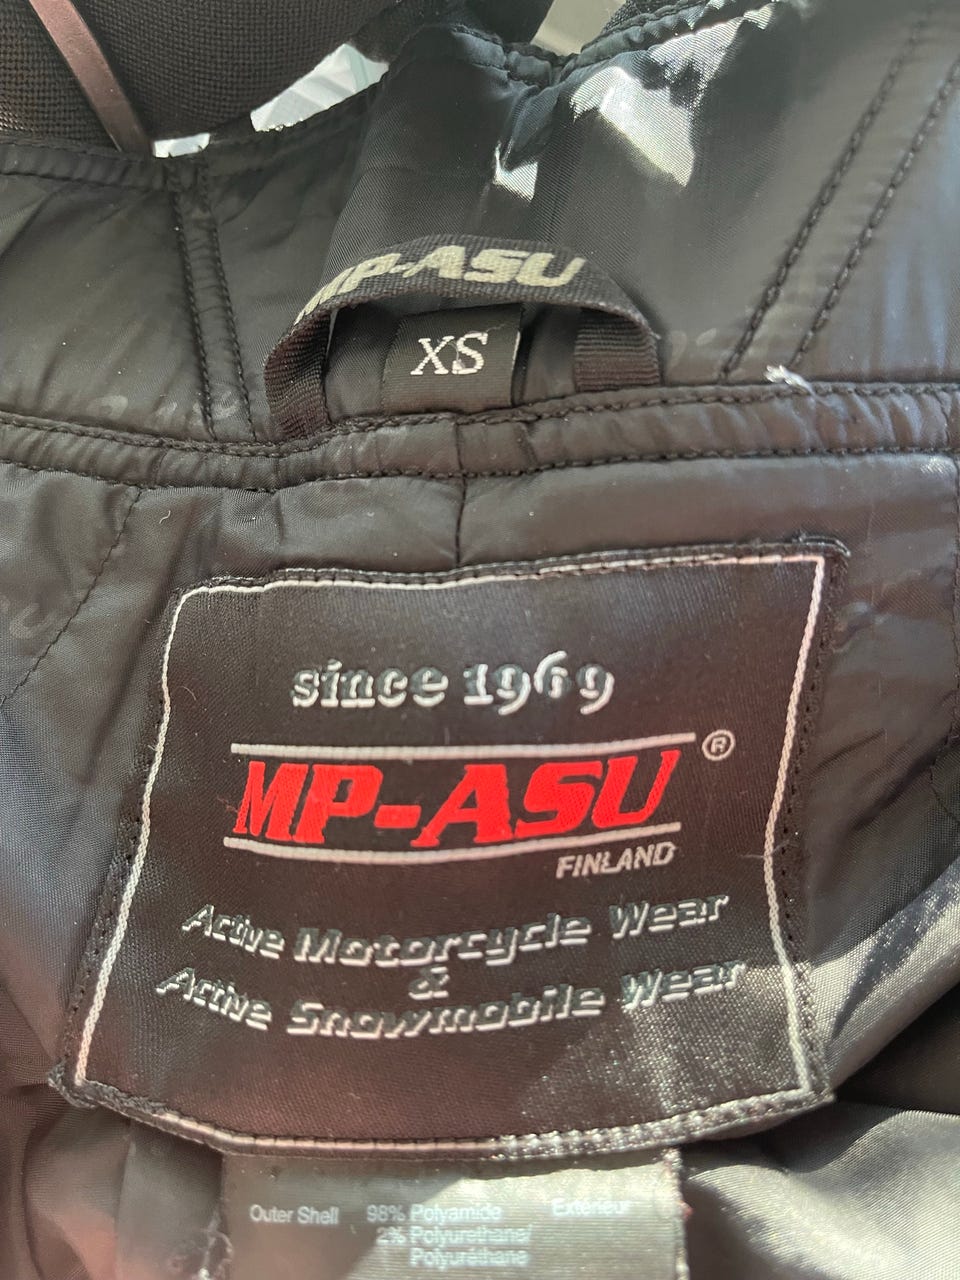 MP-ASU
XS
since 1969
MP-ASU ®
FINLAND
Active Motorcycle Wear
&
Active Snowmobile Wear
Outer Shell 98% Polyamide Extérieur
2% Polyurethane/
Polyuréthane